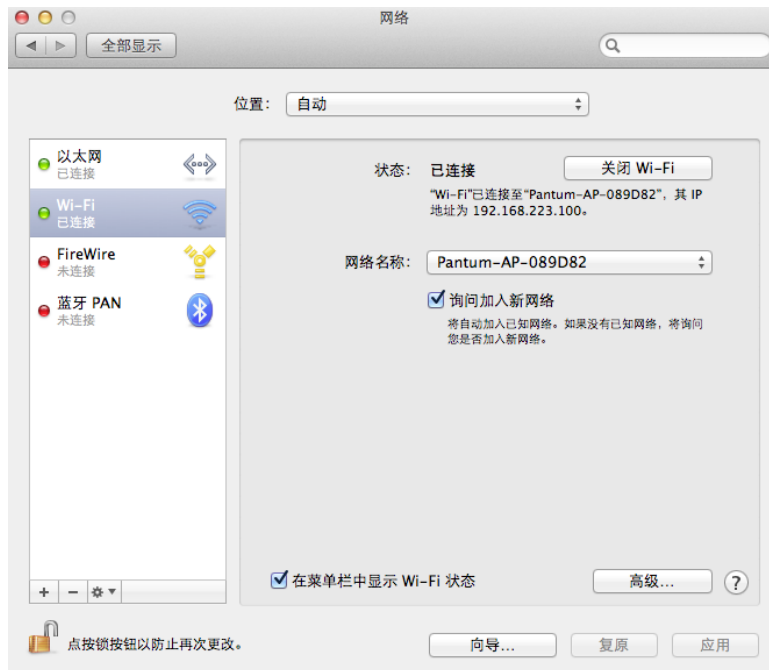 网络
全部显示
位置： 自动
以太网
已连接
Wi-Fi
已连接
FireWire
未连接
蓝牙 PAN
未连接
状态： 已连接 关闭 Wi-Fi
“Wi-Fi”已连接至“Pantum-AP-089D82”，其 IP
地址为 192.168.223.100。
网络名称： Pantum-AP-089D82
询问加入新网络
将自动加入已知网络。如果没有已知网络，将询问
您是否加入新网络。
在菜单栏中显示 Wi-Fi 状态 高级... ?
点按锁按钮以防止再次更改。 向导... 复原 应用